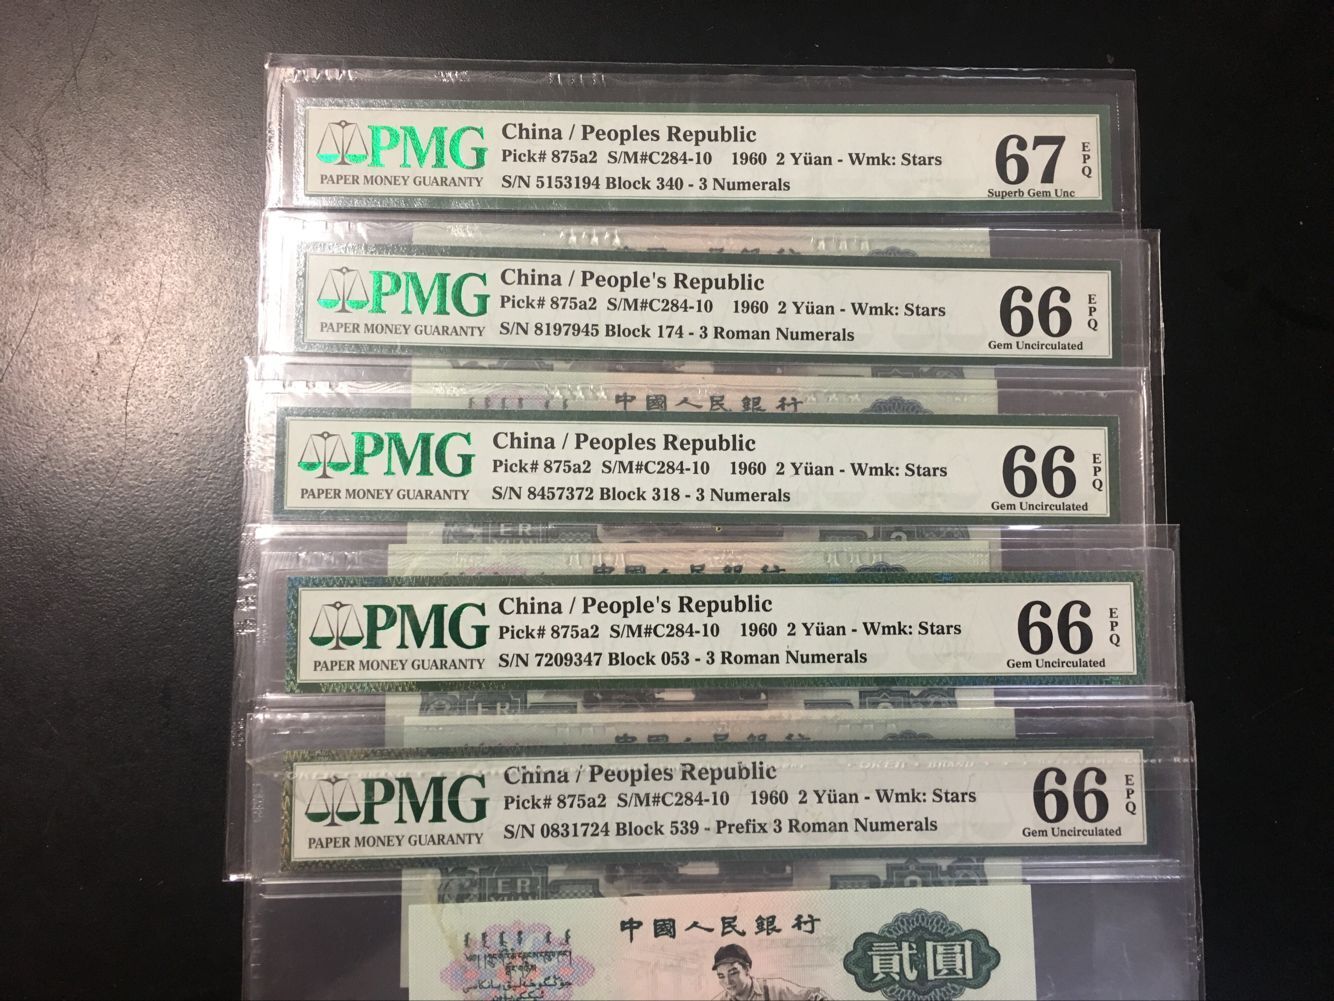 PMG
PAPER MONEY GUARANTY
China / Peoples Republic
Pick# 875a2 S/M#C284-10 1960 2 Yüan - Wmk: Stars
S/N 5153194 Block 340 - 3 Numerals
67
EPQ
Superb Gem Unc
PMG
PAPER MONEY GUARANTY
China / People's Republic
Pick# 875a2 S/M#C284-10 1960 2 Yüan - Wmk: Stars
S/N 8197945 Block 174 - 3 Roman Numerals
66
EPQ
Gem Uncirculated
中國人民銀行
PMG
PAPER MONEY GUARANTY
China / Peoples Republic
Pick# 875a2 S/M#C284-10 1960 2 Yüan - Wmk: Stars
S/N 8457372 Block 318 - 3 Numerals
66
EPQ
Gem Uncirculated
ER
PMG
PAPER MONEY GUARANTY
China / People's Republic
Pick# 875a2 S/M#C284-10 1960 2 Yüan - Wmk: Stars
S/N 7209347 Block 053 - 3 Roman Numerals
66
EPQ
Gem Uncirculated
ER
PMG
PAPER MONEY GUARANTY
China / Peoples Republic
Pick# 875a2 S/M#C284-10 1960 2 Yüan - Wmk: Stars
S/N 0831724 Block 539 - Prefix 3 Roman Numerals
66
EPQ
Gem Uncirculated
ER
中國人民銀行
貳圓